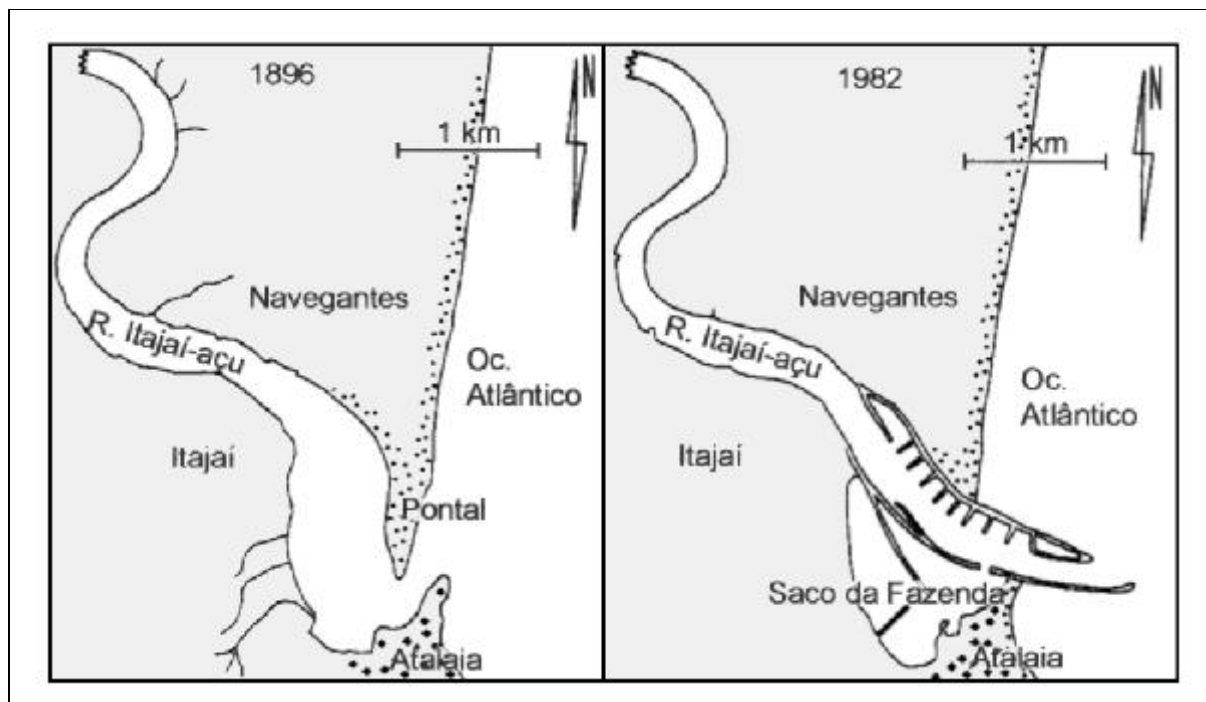 1896
N
1 km
Navegantes
R. Itajaí-açu
Oc.
Atlântico
Itajaí
Pontal
Atalaia
1982
N
1 km
Navegantes
R. Itajaí-açu
Oc.
Atlântico
Itajaí
Saco da Fazenda
Atalaia